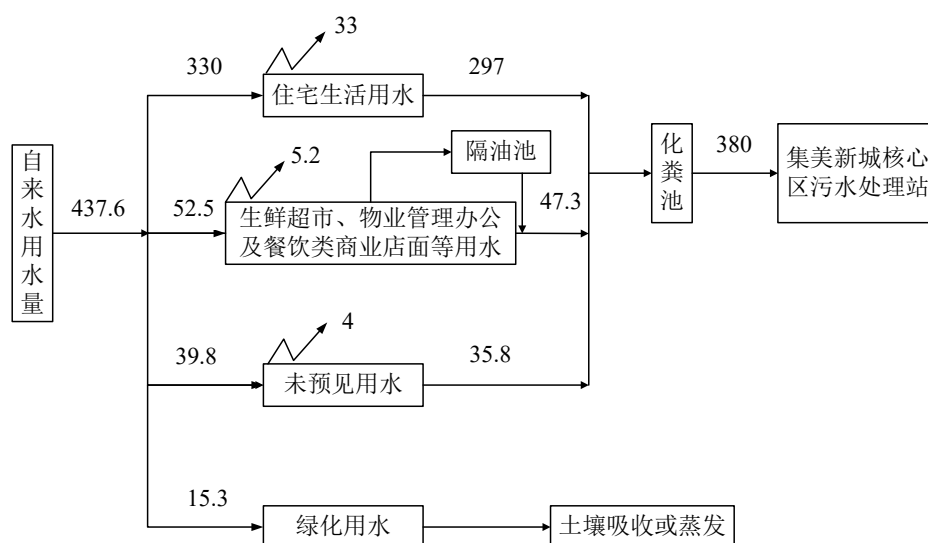 33
330
297
住宅生活用水
自来水用水量
437.6
5.2
隔油池
52.5
生鲜超市、物业管理办公
及餐饮类商业店面等用水
47.3
化粪池
380
集美新城核心
区污水处理站
4
39.8
35.8
未预见用水
15.3
绿化用水
土壤吸收或蒸发